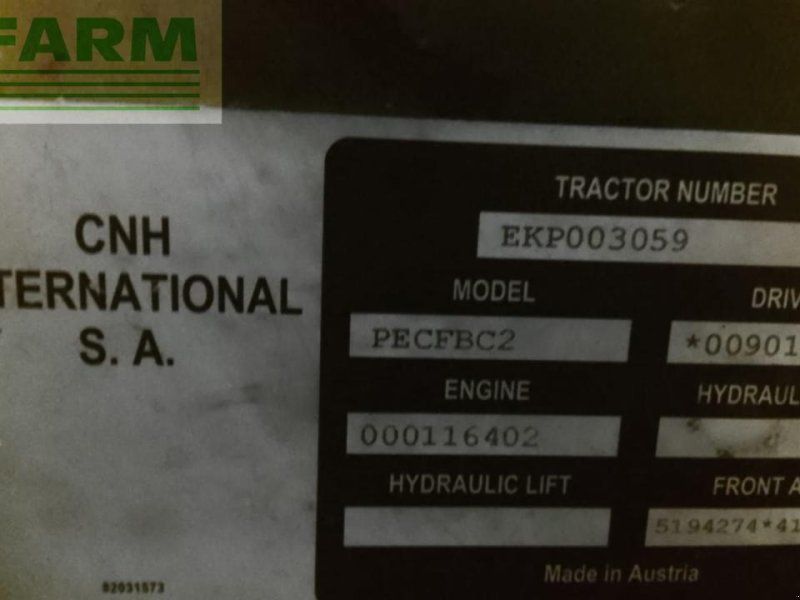 FARM
TRACTOR NUMBER
CNH
EKP003059
TERNATIONAL
S. A.
MODEL
DRIV
PECFBC2
*00901
ENGINE
HYDRAUL
000116402
HYDRAULIC LIFT
FRONT A
5194274*41
Made in Austria
82031573